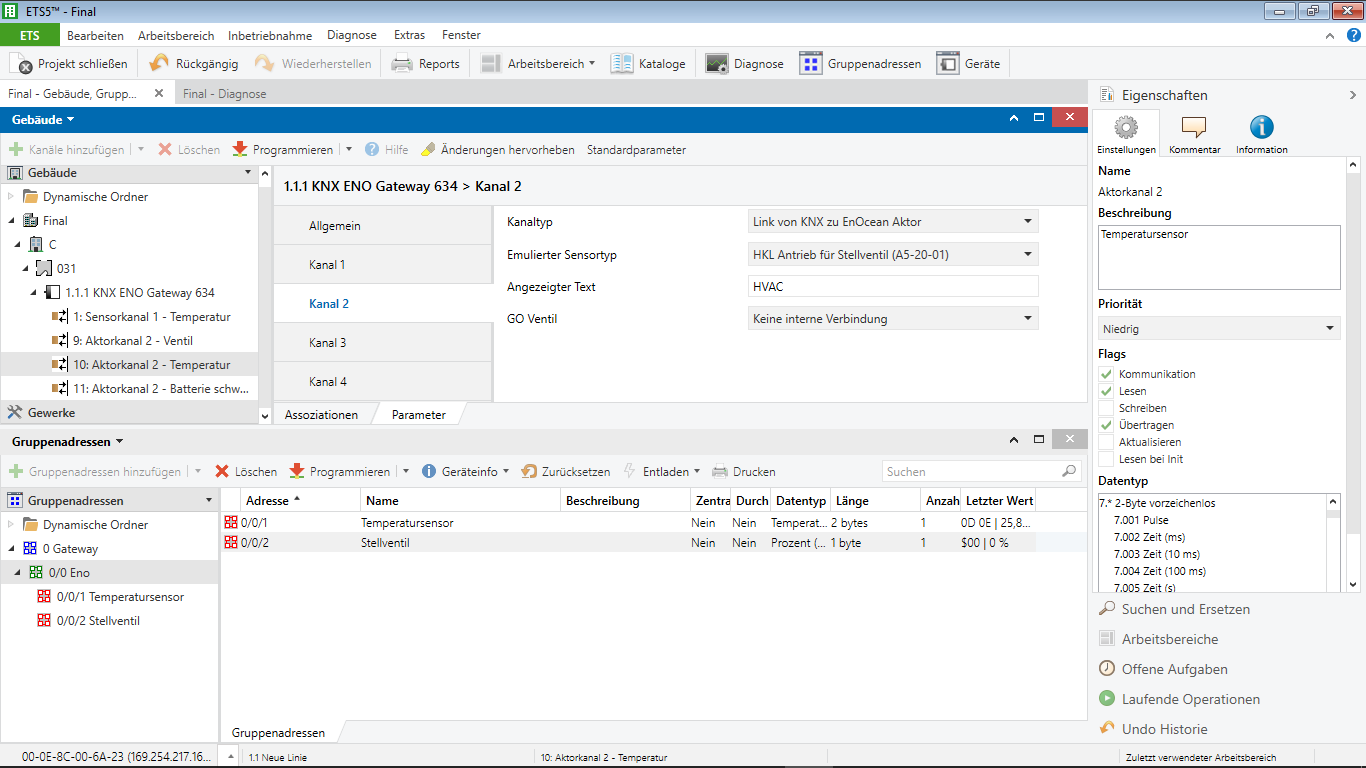 ETS5™ - Final
ETS Bearbeiten Arbeitsbereich Inbetriebnahme Diagnose Extras Fenster
Projekt schließen Rückgängig Wiederherstellen Reports Arbeitsbereich Kataloge Diagnose Gruppenadressen Geräte
Final - Gebäude, Grupp... Final - Diagnose
Gebäude
Kanäle hinzufügen Löschen Programmieren Hilfe Änderungen hervorheben Standardparameter
Gebäude
Dynamische Ordner
Final
C
031
1.1.1 KNX ENO Gateway 634
1: Sensorkanal 1 - Temperatur
9: Aktorkanal 2 - Ventil
10: Aktorkanal 2 - Temperatur
11: Aktorkanal 2 - Batterie schw...
Gewerke
1.1.1 KNX ENO Gateway 634 > Kanal 2
Allgemein
Kanal 1
Kanal 2
Kanal 3
Kanal 4
Kanaltyp Link von KNX zu EnOcean Aktor
Emulierter Sensortyp HKL Antrieb für Stellventil (A5-20-01)
Angezeigter Text HVAC
GO Ventil Keine interne Verbindung
Assoziationen Parameter
Gruppenadressen
Gruppenadressen hinzufügen Löschen Programmieren Geräteinfo Zurücksetzen Entladen Drucken Suchen
Gruppenadressen
Dynamische Ordner
0 Gateway
0/0 Eno
0/0/1 Temperatursensor
0/0/2 Stellventil
Adresse Name Beschreibung Zentra Durch Datentyp Länge Anzah Letzter Wert
0/0/1 Temperatursensor Nein Nein Temperat... 2 bytes 1 0D 0E | 25,8...
0/0/2 Stellventil Nein Nein Prozent (... 1 byte 1 $00 | 0 %
Gruppenadressen
Eigenschaften
Einstellungen Kommentar Information
Name
Aktorkanal 2
Beschreibung
Temperatursensor
Priorität
Niedrig
Flags
Kommunikation
Lesen
Schreiben
Übertragen
Aktualisieren
Lesen bei Init
Datentyp
7.* 2-Byte vorzeichenlos
7.001 Pulse
7.002 Zeit (ms)
7.003 Zeit (10 ms)
7.004 Zeit (100 ms)
7.005 Zeit (s)
Suchen und Ersetzen
Arbeitsbereiche
Offene Aufgaben
Laufende Operationen
Undo Historie
00-0E-8C-00-6A-23 (169.254.217.16... 1.1 Neue Linie 10: Aktorkanal 2 - Temperatur Zuletzt verwendeter Arbeitsbereich